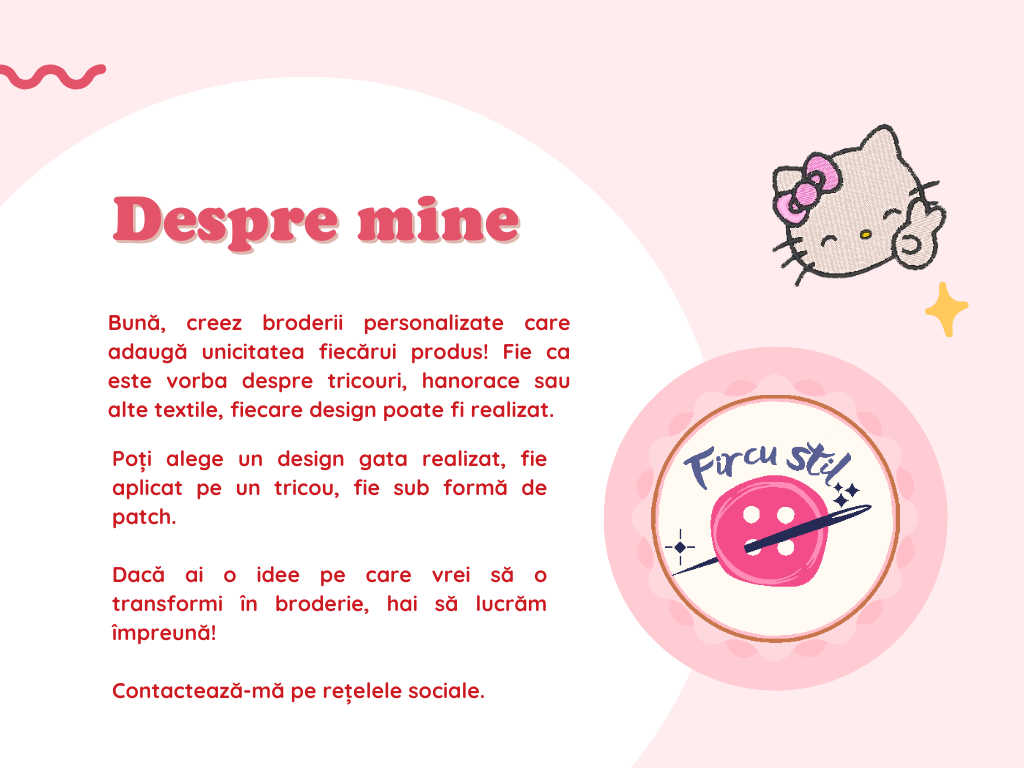 Despre mine
Bună, creez broderii personalizate care
adaugă unicitatea fiecărui produs! Fie ca
este vorba despre tricouri, hanorace sau
alte textile, fiecare design poate fi realizat.
Poți alege un design gata realizat, fie
aplicat pe un tricou, fie sub formă de
patch.
Dacă ai o idee pe care vrei să o
transformi în broderie, hai să lucrăm
împreună!
Contactează-mă pe rețelele sociale.
Fir cu stil